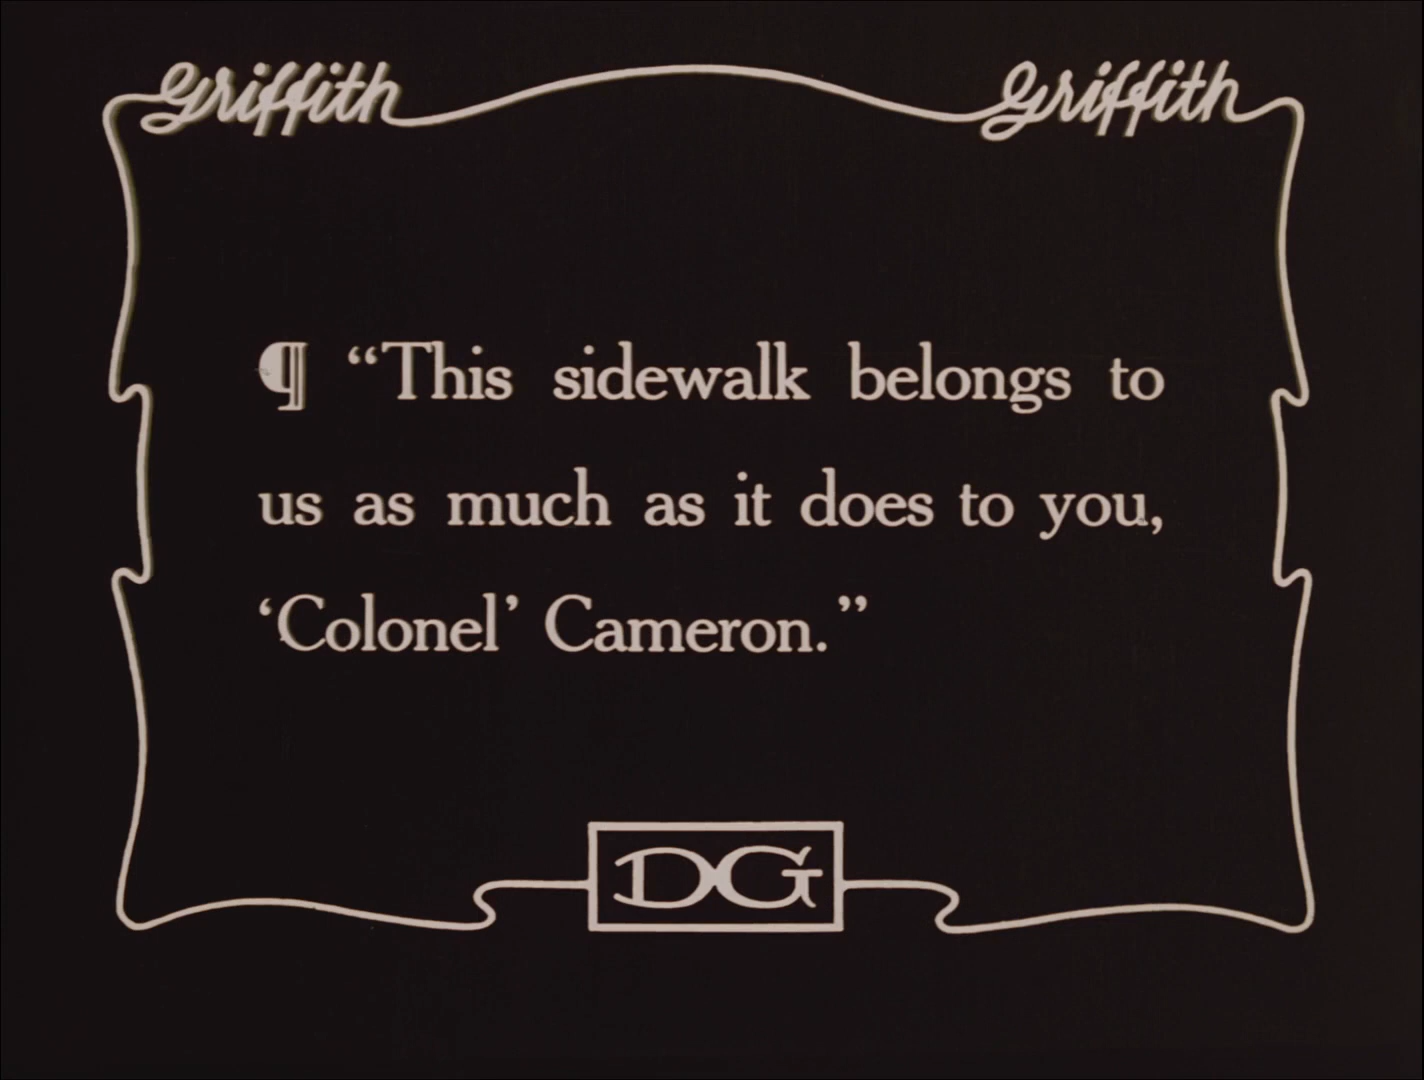 Griffith Griffith
¶ “This sidewalk belongs to
us as much as it does to you,
‘Colonel’ Cameron.”
DG